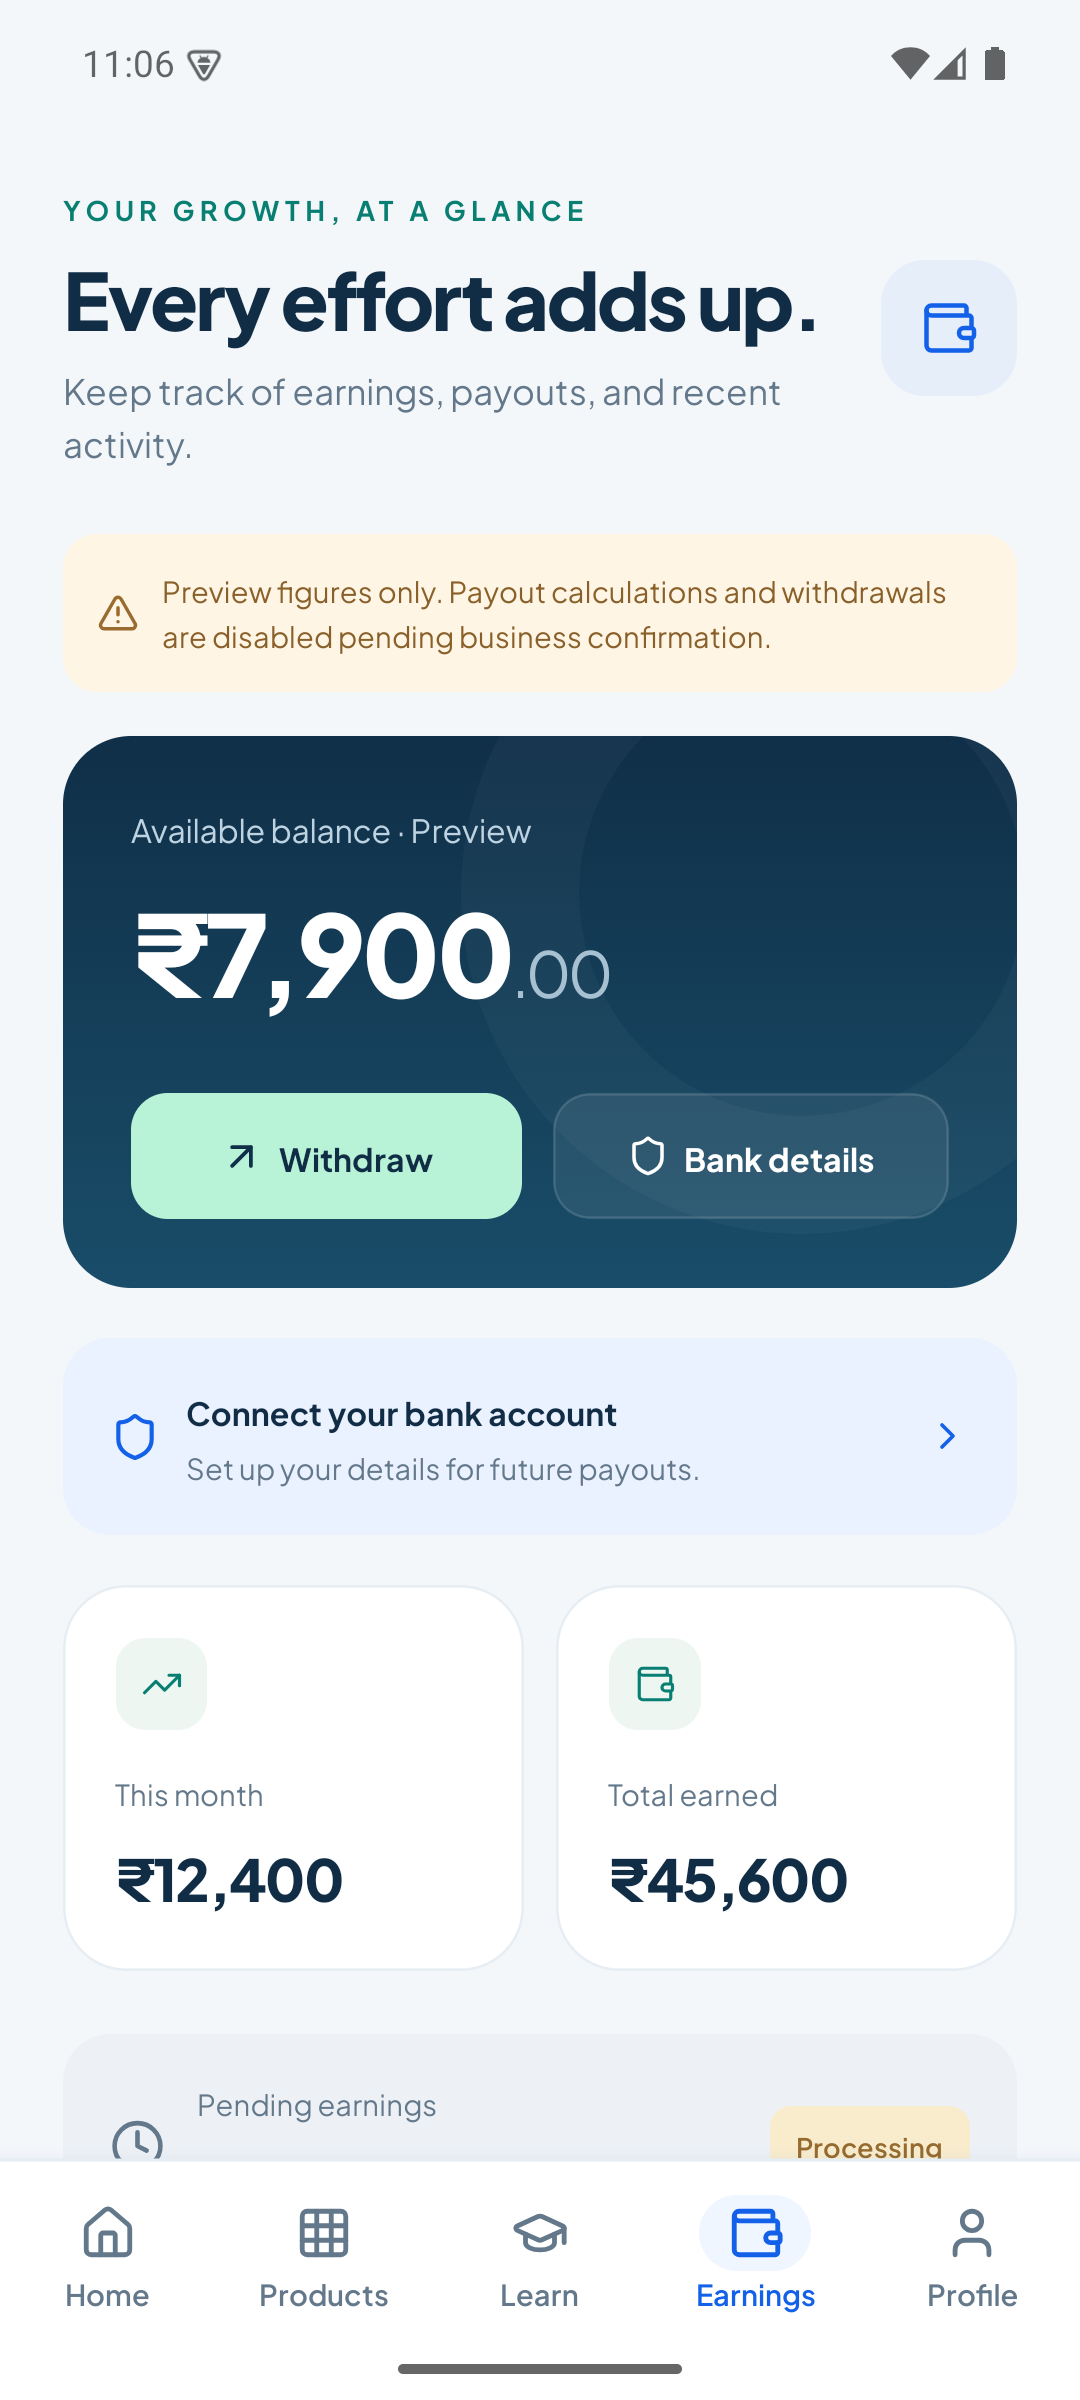 11:06
YOUR GROWTH, AT A GLANCE
Every effort adds up.
Keep track of earnings, payouts, and recent
activity.
Preview figures only. Payout calculations and withdrawals
are disabled pending business confirmation.
Available balance · Preview
₹7,900.00
Withdraw
Bank details
Connect your bank account
Set up your details for future payouts.
This month
₹12,400
Total earned
₹45,600
Pending earnings
Processing
Home
Products
Learn
Earnings
Profile